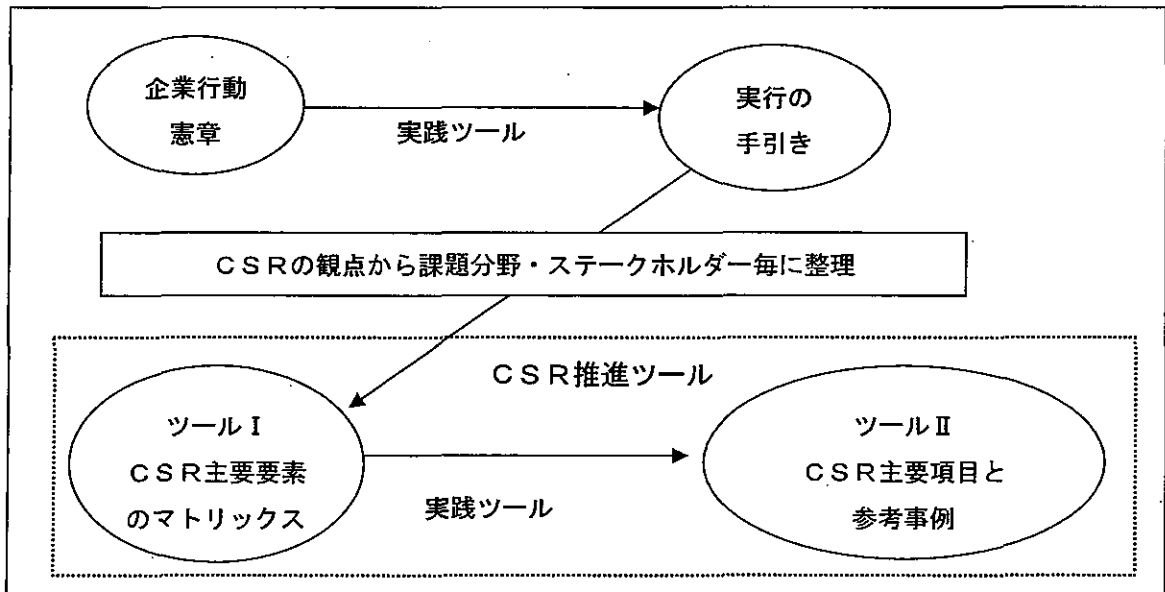 企業行動
憲章
実践ツール
実行の
手引き
ＣＳＲの観点から課題分野・ステークホルダー毎に整理
ＣＳＲ推進ツール
ツールⅠ
ＣＳＲ主要要素
のマトリックス
実践ツール
ツールⅡ
ＣＳＲ主要項目と
参考事例